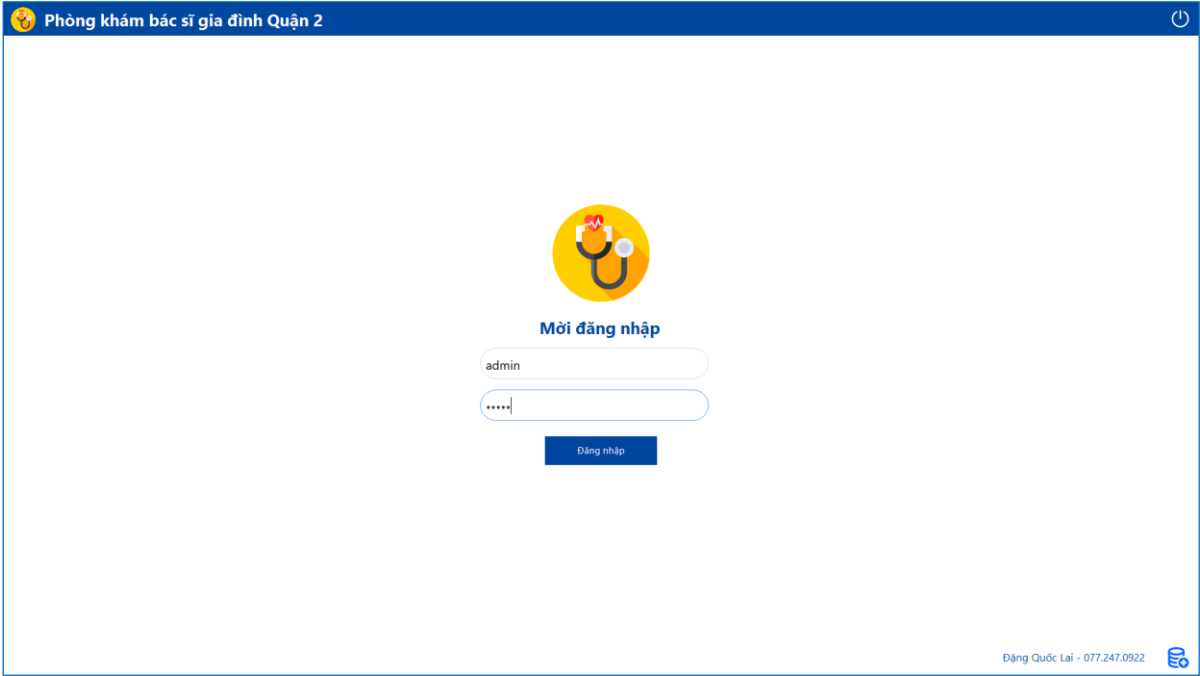 Phòng khám bác sĩ gia đình Quận 2
Mời đăng nhập
admin
•••••
Đăng nhập
Đặng Quốc Lai - 077.247.0922